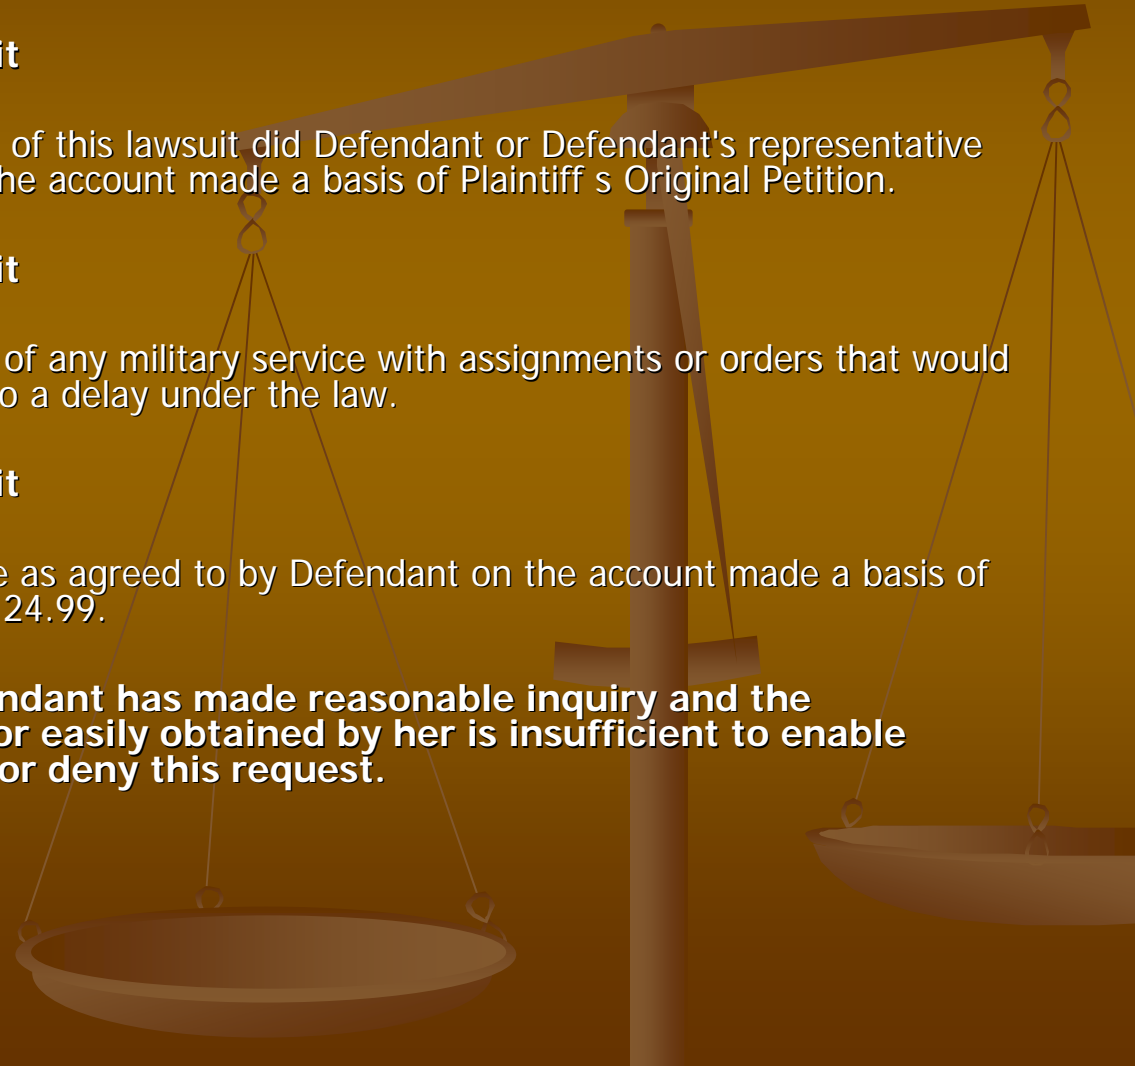 it
of this lawsuit did Defendant or Defendant's representative
he account made a basis of Plaintiff s Original Petition.
it
of any military service with assignments or orders that would
o a delay under the law.
it
e as agreed to by Defendant on the account made a basis of
24.99.
ndant has made reasonable inquiry and the
or easily obtained by her is insufficient to enable
or deny this request.